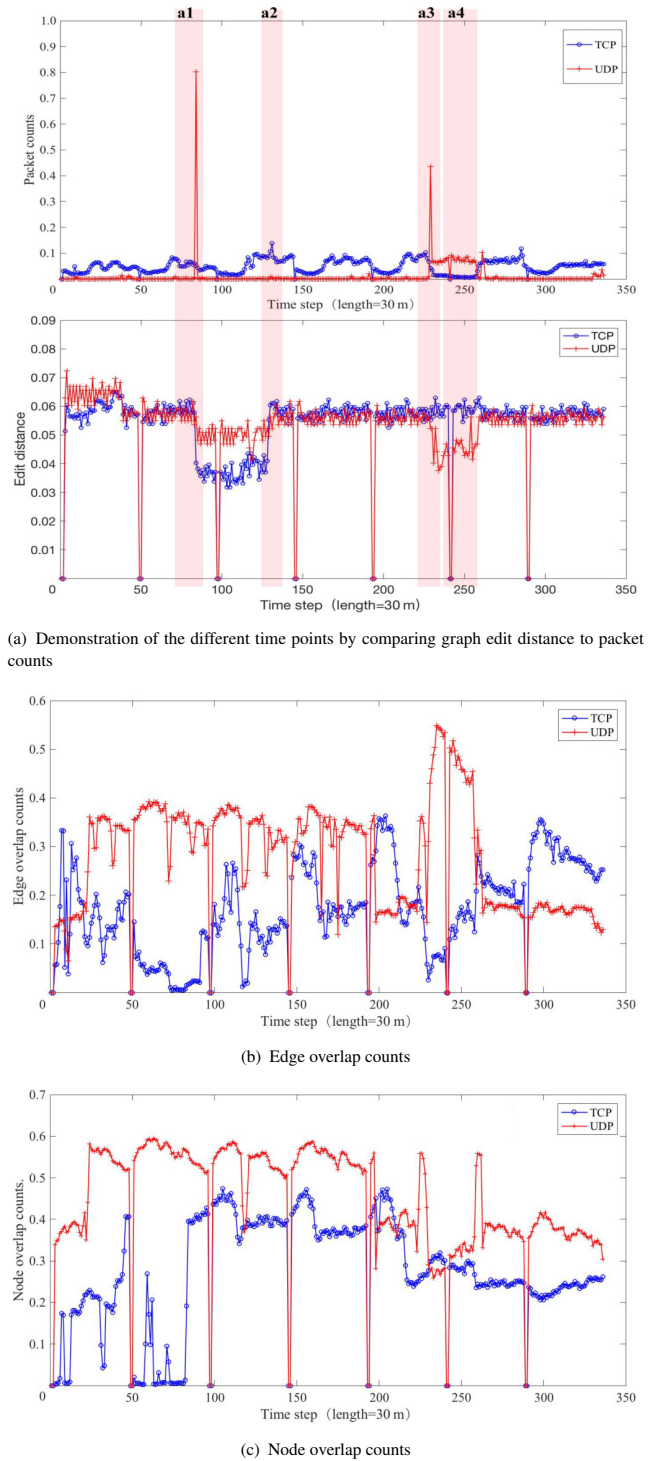 a1 a2 a3 a4
1.0
0.9
0.8
0.7
0.6
0.5
0.4
0.3
0.2
0.1
Packet counts
TCP
UDP
0 50 100 150 200 250 300 350
Time step (length=30 m)
0.09
0.08
0.07
0.06
0.05
0.04
0.03
0.02
0.01
Edit distance
TCP
UDP
0 50 100 150 200 250 300 350
Time step (length=30 m)
(a) Demonstration of the different time points by comparing graph edit distance to packet
counts
0.6
0.5
0.4
0.3
0.2
0.1
Edge overlap counts
TCP
UDP
0 50 100 150 200 250 300 350
Time step (length=30 m)
(b) Edge overlap counts
0.7
0.6
0.5
0.4
0.3
0.2
0.1
Node overlap counts.
TCP
UDP
0 50 100 150 200 250 300 350
Time step (length=30 m)
(c) Node overlap counts